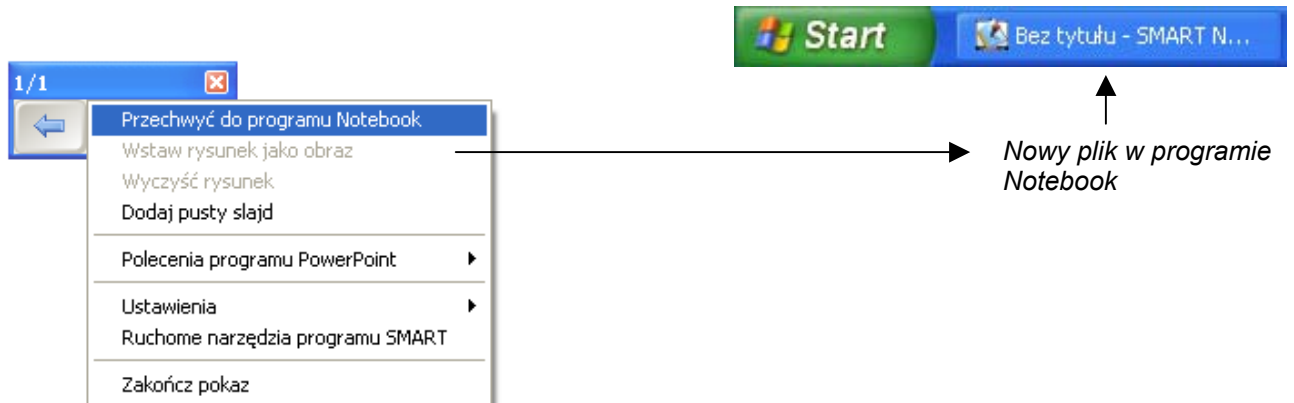 Start
Bez tytułu - SMART N...
1/1
Przechwyć do programu Notebook
Wstaw rysunek jako obraz
Wyczyść rysunek
Dodaj pusty slajd
Polecenia programu PowerPoint
Ustawienia
Ruchome narzędzia programu SMART
Zakończ pokaz
Nowy plik w programie
Notebook